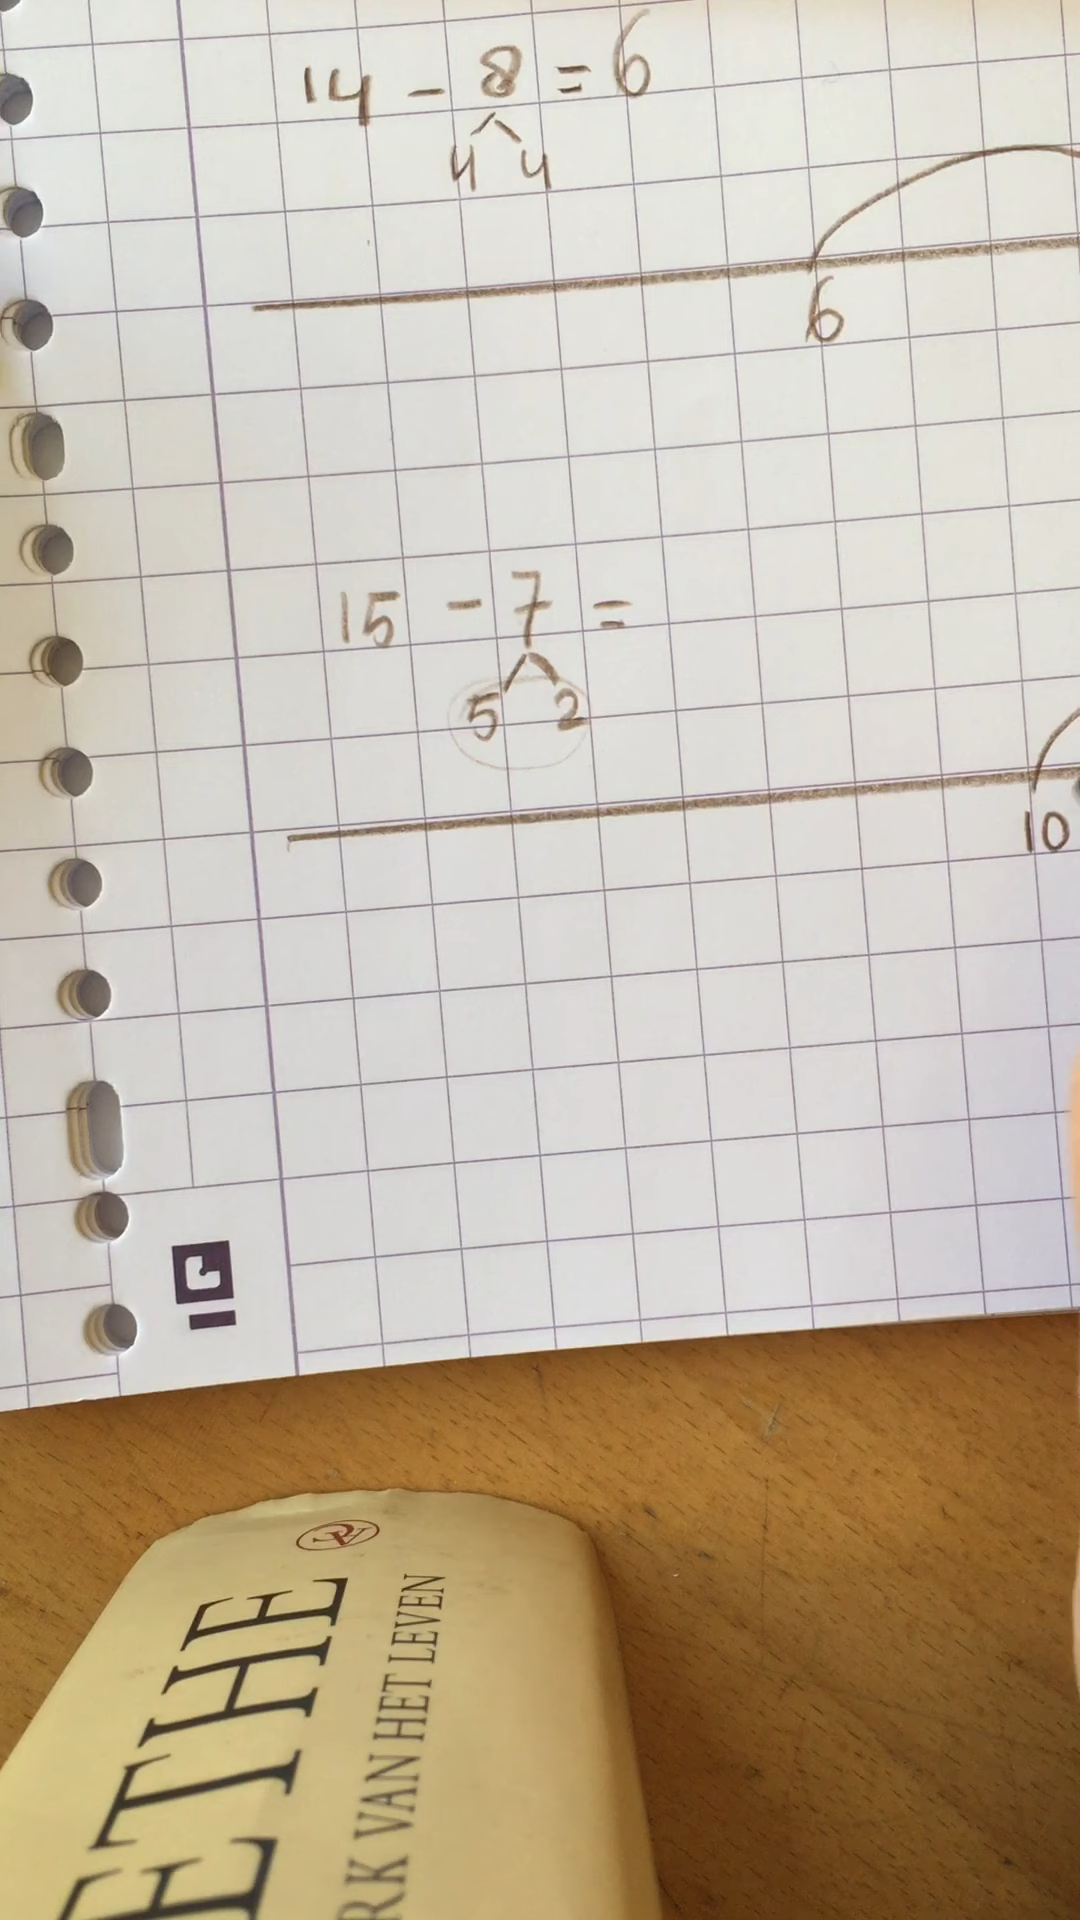 14 - 8 = 6
4 4
6
15 - 7 =
5 2
10
ETHE
RK VAN HET LEVEN